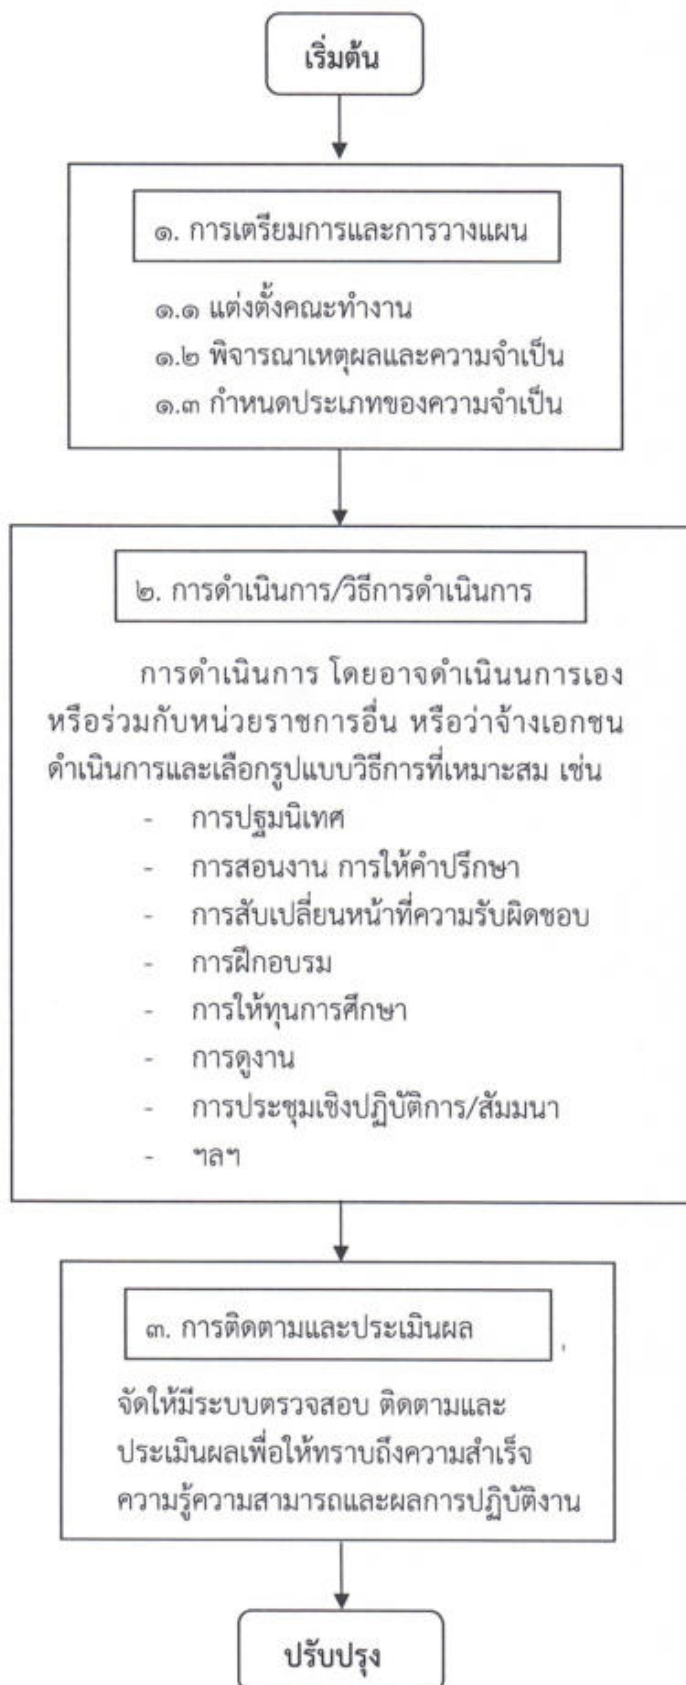 เริ่มต้น
๑. การเตรียมการและการวางแผน
๑.๑ แต่งตั้งคณะทำงาน
๑.๒ พิจารณาเหตุผลและความจำเป็น
๑.๓ กำหนดประเภทของความจำเป็น
๒. การดำเนินการ/วิธีการดำเนินการ
การดำเนินการ โดยอาจดำเนินนการเอง
หรือร่วมกับหน่วยราชการอื่น หรือว่าจ้างเอกชน
ดำเนินการและเลือกรูปแบบวิธีการที่เหมาะสม เช่น
- การปฐมนิเทศ
- การสอนงาน การให้คำปรึกษา
- การสับเปลี่ยนหน้าที่ความรับผิดชอบ
- การฝึกอบรม
- การให้ทุนการศึกษา
- การดูงาน
- การประชุมเชิงปฏิบัติการ/สัมมนา
- ฯลฯ
๓. การติดตามและประเมินผล
จัดให้มีระบบตรวจสอบ ติดตามและ
ประเมินผลเพื่อให้ทราบถึงความสำเร็จ
ความรู้ความสามารถและผลการปฏิบัติงาน
ปรับปรุง